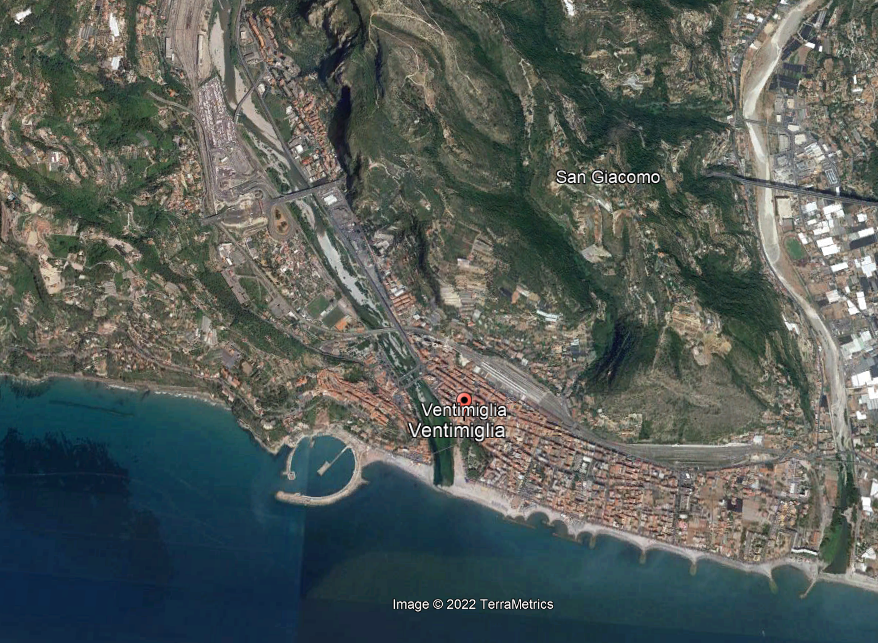 San Giacomo
Ventimiglia
Ventimiglia
Image © 2022 TerraMetrics